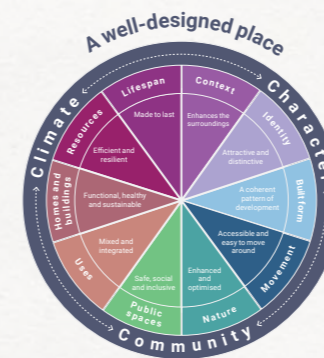 A well-designed place
Climate
Character
Community
Context
Enhances the
surroundings
Identity
Attractive and
distinctive
Built form
A coherent
pattern of
development
Movement
Accessible and
easy to move
around
Nature
Enhanced
and
optimised
Public
spaces
Safe, social
and inclusive
Uses
Mixed and
integrated
Homes and
buildings
Functional, healthy
and sustainable
Resources
Efficient and
resilient
Lifespan
Made to last